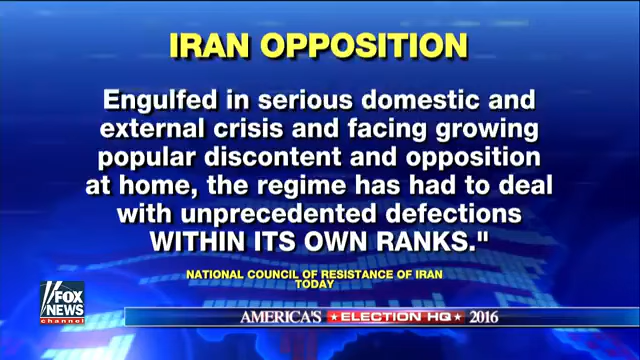 IRAN OPPOSITION
Engulfed in serious domestic and
external crisis and facing growing
popular discontent and opposition
at home, the regime has had to deal
with unprecedented defections
WITHIN ITS OWN RANKS."
NATIONAL COUNCIL OF RESISTANCE OF IRAN
TODAY
FOX
NEWS
channel
AMERICA'S ★ ELECTION HQ ★ 2016